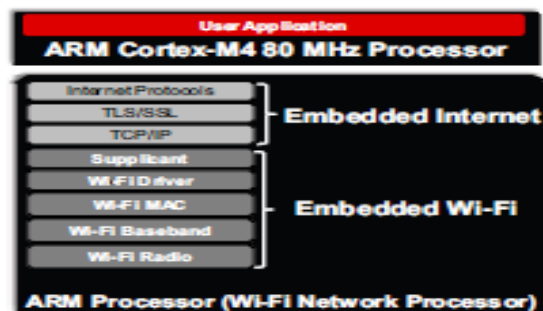 User Application
ARM Cortex-M4 80 MHz Processor
Internet Protocols
TLS/SSL
Embedded Internet
TCP/IP
Supplicant
Wi-Fi Driver
Wi-Fi MAC
Embedded Wi-Fi
Wi-Fi Baseband
Wi-Fi Radio
ARM Processor (Wi-Fi Network Processor)